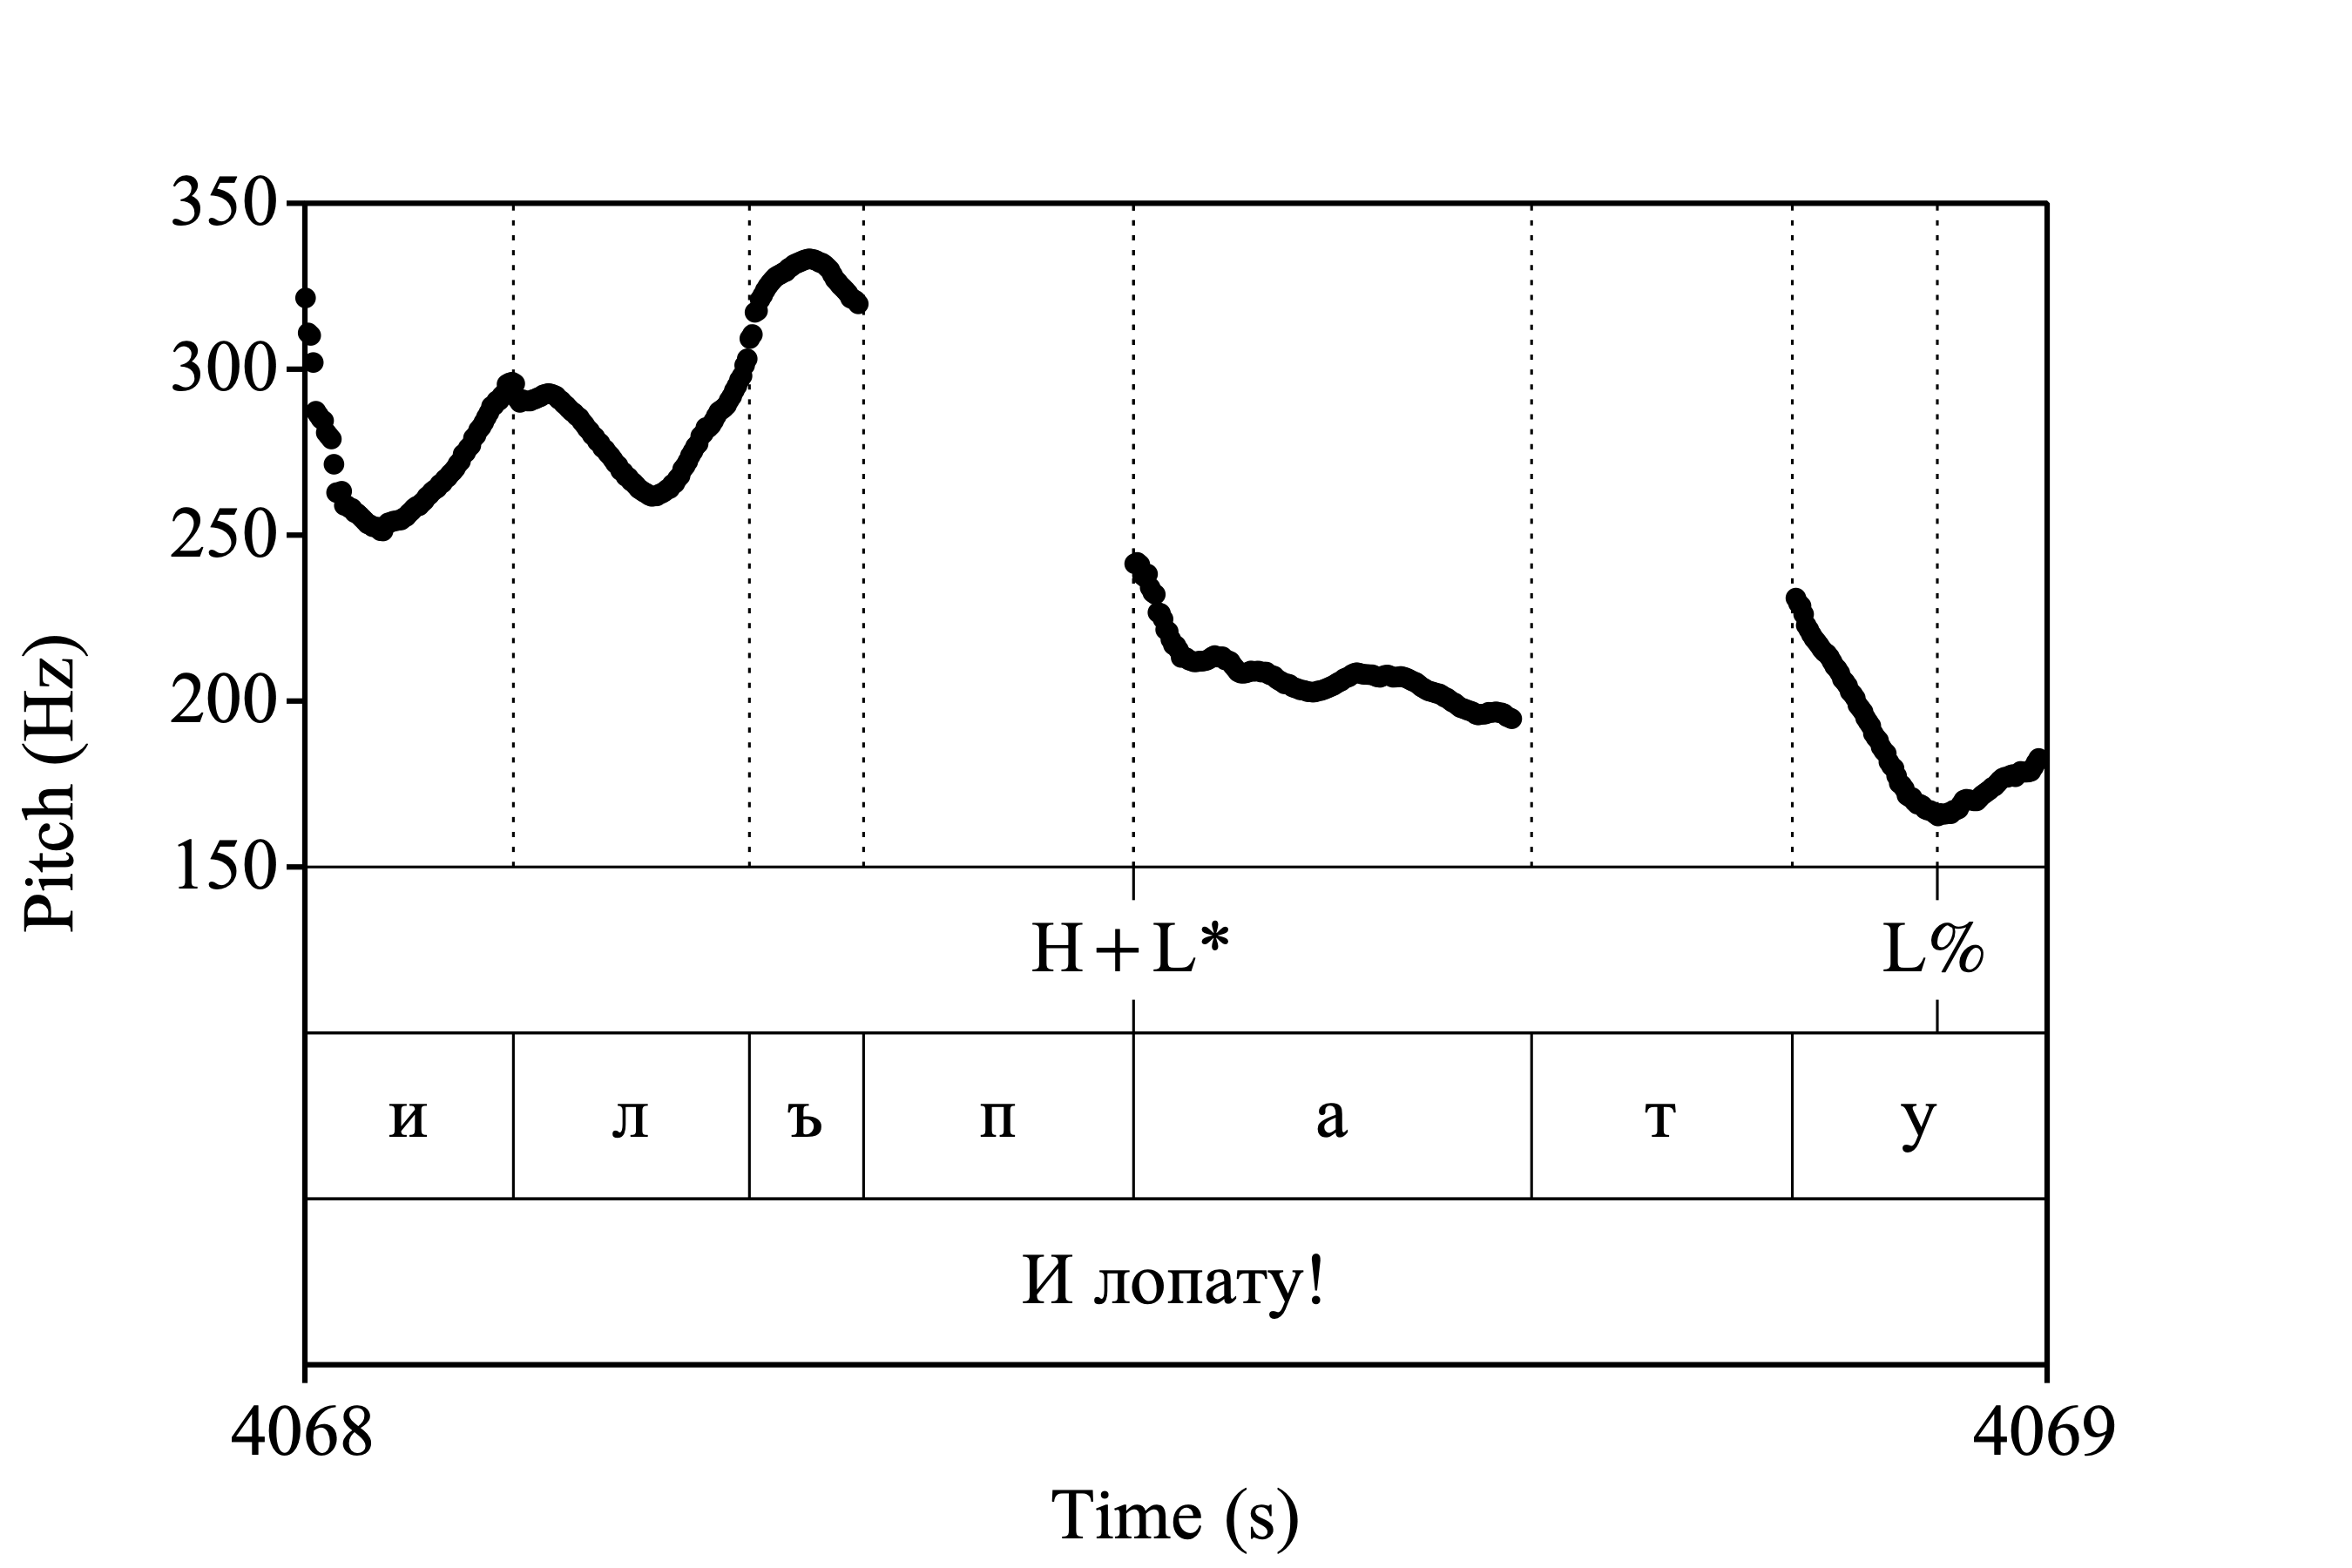 350
300
250
200
150
Pitch (Hz)
H+L* L%
и л ъ п а т у
И лопату!
4068 4069
Time (s)